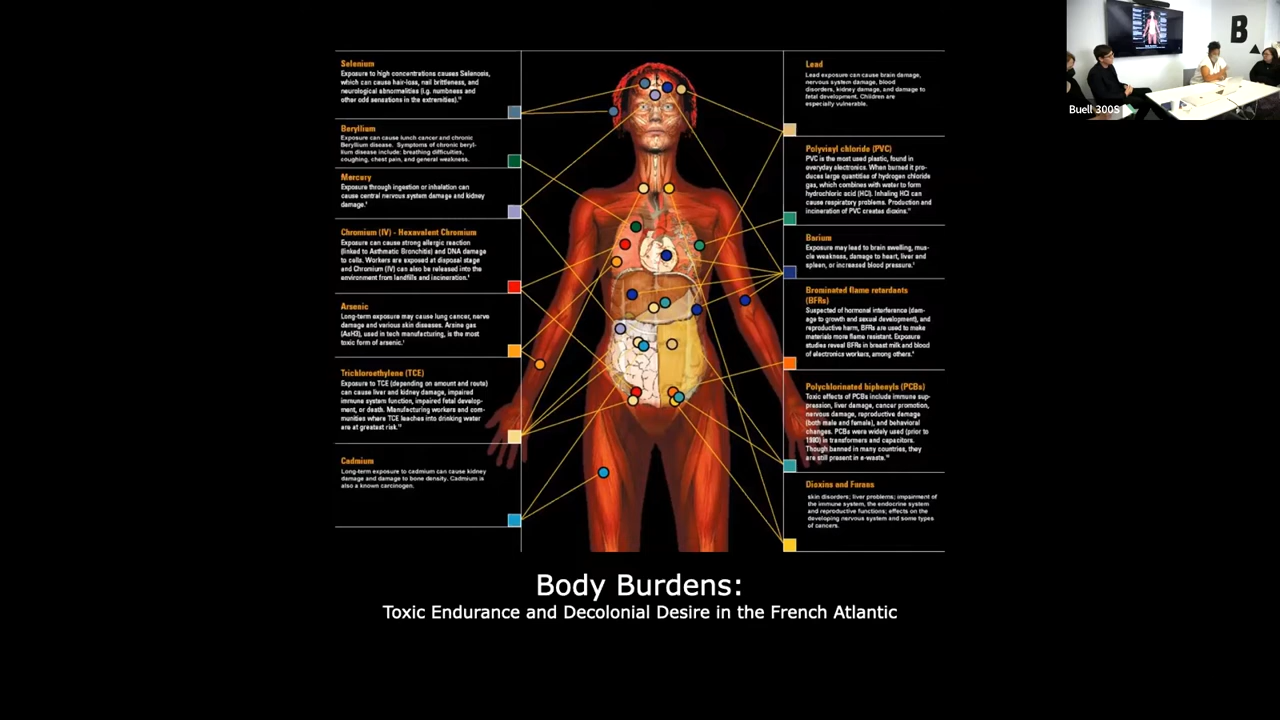 Selenium
Exposure to high concentrations causes Selenosis,
which can cause hair-loss, nail brittleness, and
neurological abnormalities (i.g. numbness and
other odd sensations in the extremities).
Beryllium
Exposure can cause lunch cancer and chronic
Beryllium disease. Symptoms of chronic beryl-
lium disease include: breathing difficulties,
coughing, chest pain, and general weakness.
Mercury
Exposure through ingestion or inhalation can
cause central nervous system damage and kidney
damage.
Chromium (IV) - Hexavalent Chromium
Exposure can cause strong allergic reaction
(linked to Asthmatic Bronchitis) and DNA damage
to cells. Workers are exposed at disposal stage
and Chromium (IV) can also be released into the
environment from landfills and incineration.
Arsenic
Long-term exposure may cause lung cancer, nerve
damage and various skin diseases. Arsine gas
(AsH3), used in tech manufacturing, is the most
toxic form of arsenic.
Trichloroethylene (TCE)
Exposure to TCE (depending on amount and route)
can cause liver and kidney damage, impaired
immune system function, impaired fetal develop-
ment, or death. Manufacturing workers and com-
munities where TCE leaches into drinking water
are at greatest risk.
Cadmium
Long-term exposure to cadmium can cause kidney
damage and damage to bone density. Cadmium is
also a known carcinogen.
Lead
Lead exposure can cause brain damage,
nervous system damage, blood
disorders, kidney damage, and damage to
fetal development. Children are
especially vulnerable.
Polyvinyl chloride (PVC)
PVC is the most used plastic, found in
everyday electronics. When burned it pro-
duces large quantities of hydrogen chloride
gas, which combines with water to form
hydrochloric acid (HCl). Inhaling HCl can
cause respiratory problems. Production and
incineration of PVC creates dioxins.
Barium
Exposure may lead to brain swelling, mus-
cle weakness, damage to heart, liver and
spleen, or increased blood pressure.
Brominated flame retardants
(BFRs)
Suspected of hormonal interference (dam-
age to growth and sexual development), and
reproductive harm, BFRs are used to make
materials more flame resistant. Exposure
studies reveal BFRs in breast milk and blood
of electronics workers, among others.
Polychlorinated biphenyls (PCBs)
Toxic effects of PCBs include immune sup-
pression, liver damage, cancer promotion,
nervous damage, reproductive damage
(both male and female), and behavioral
changes. PCBs were widely used (prior to
1980) in transformers and capacitors.
Though banned in many countries, they
are still present in e-waste.
Dioxins and Furans
skin disorders; liver problems; impairment of
the immune system, the endocrine system
and reproductive functions; effects on the
developing nervous system and some types
of cancers.
Body Burdens:
Toxic Endurance and Decolonial Desire in the French Atlantic
B
Buell 300S